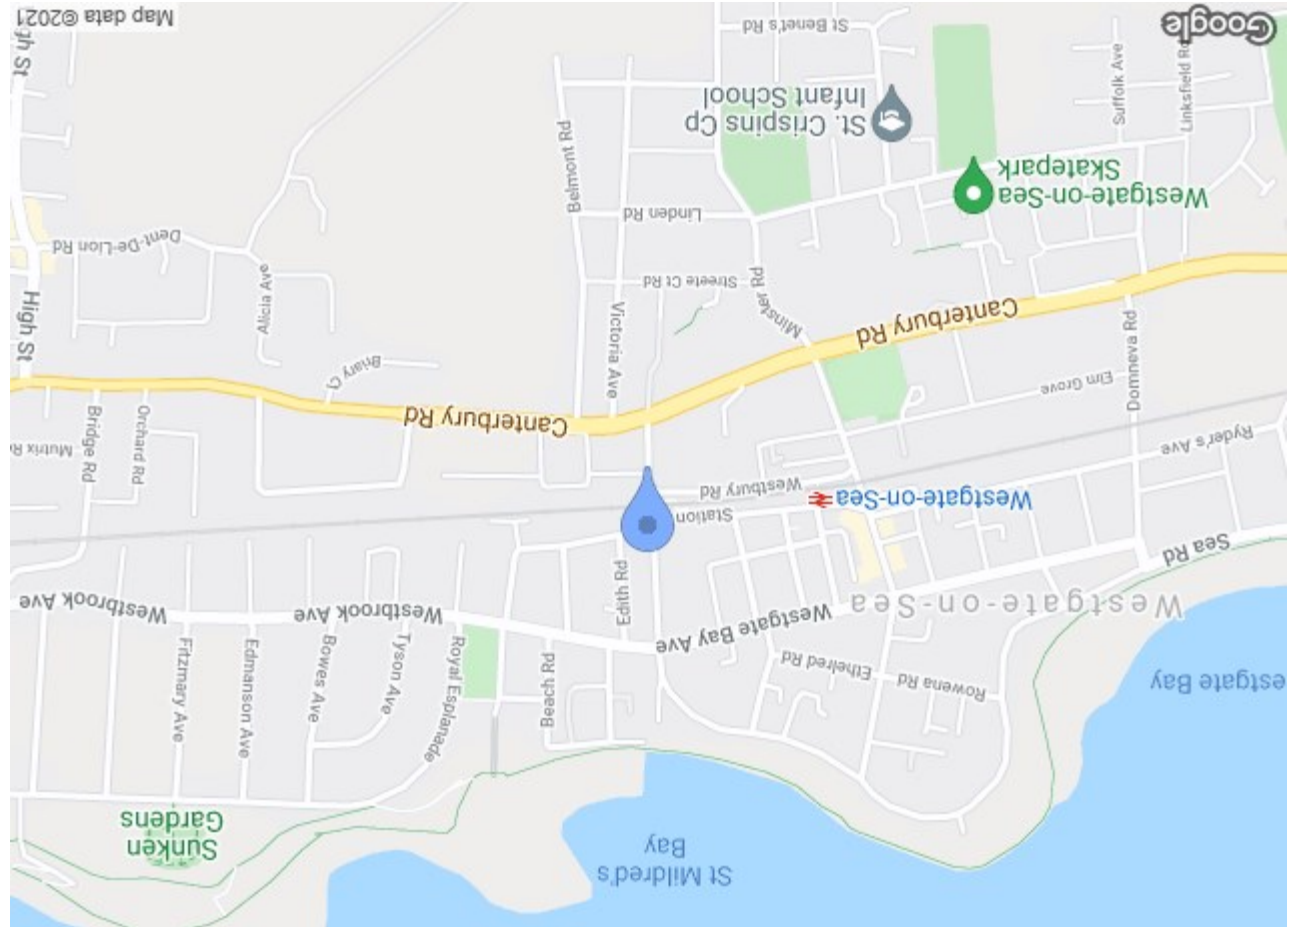 St Mildred's
Bay
Sunken
Gardens
estgate Bay
Rowena Rd
Ethelred Rd
Beach Rd
Royal Esplanade
Tyson Ave
Bowes Ave
Edmanson Ave
Fitzmary Ave
Westgate Bay Ave
Westgate-on-Sea
Westbrook Ave
Westbrook Ave
Sea Rd
Edith Rd
Station
Westgate-on-Sea
Westbury Rd
Ryder's Ave
Mutrix Rd
Bridge Rd
Orchard Rd
Canterbury Rd
Elm Grove
Domneva Rd
Briary Cl
Victoria Ave
High St
Canterbury Rd
Minster Rd
Alicia Ave
Streete Ct Rd
Dent-De-Lion Rd
Linden Rd
Westgate-on-Sea
Skatepark
Belmont Rd
St. Crispins Cp
Infant School
Linksfield Rd
Suffolk Ave
gh St
St Benet's Rd
Google
Map data ©2021